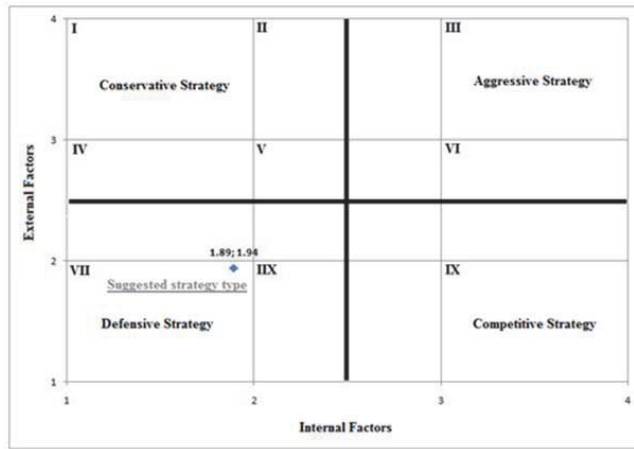 4
I
II
III
Conservative Strategy
Aggressive Strategy
3
IV
V
VI
External Factors
1.89; 1.94
2
VII
IIX
IX
Suggested strategy type
Defensive Strategy
Competitive Strategy
1
1
2
3
4
Internal Factors